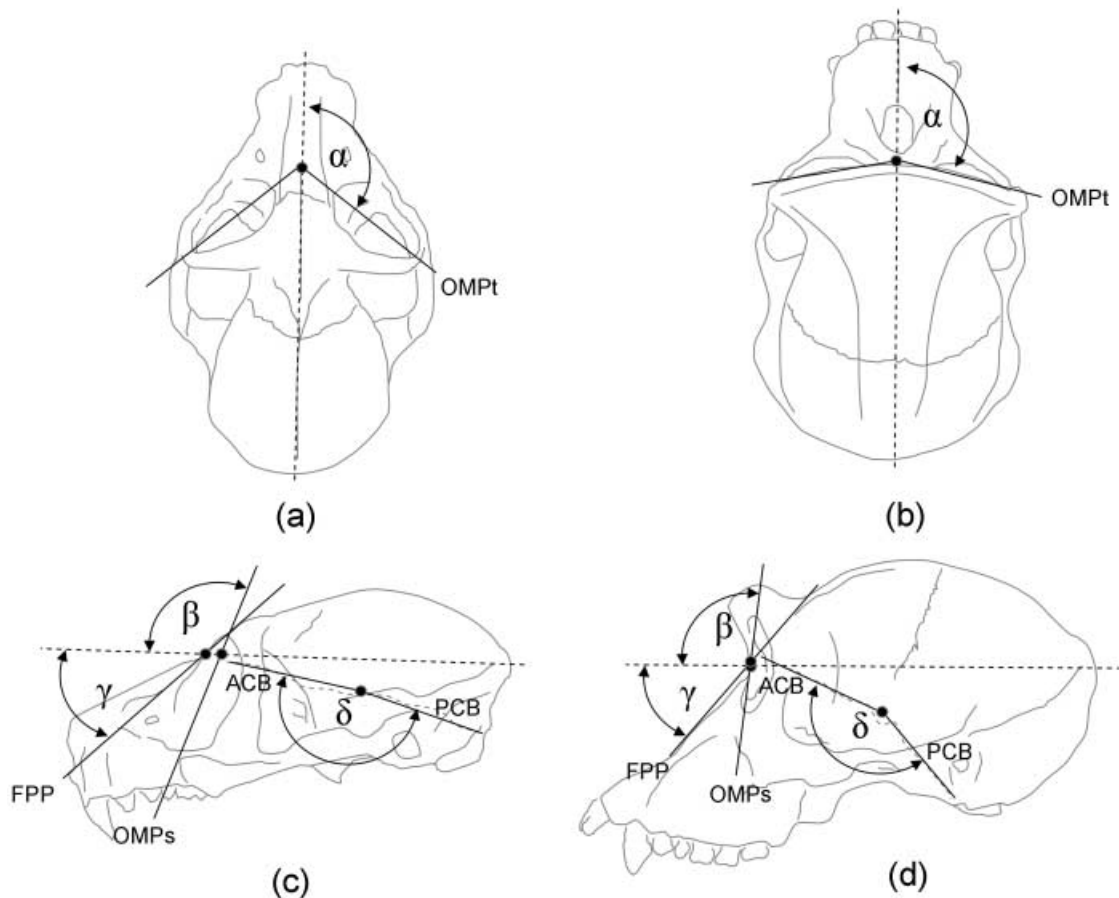 α
OMPt
(a)
α
OMPt
(b)
β
γ
ACB
δ
PCB
FPP
OMPs
(c)
β
γ
ACB
δ
PCB
FPP
OMPs
(d)